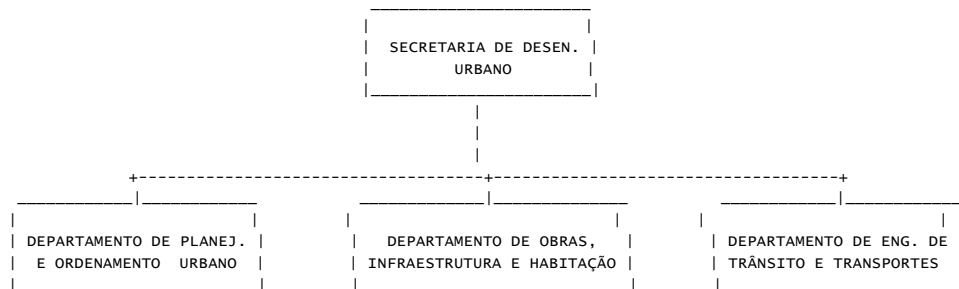 SECRETARIA DE DESEN.
URBANO
DEPARTAMENTO DE PLANEJ.
E ORDENAMENTO URBANO
DEPARTAMENTO DE OBRAS,
INFRAESTRUTURA E HABITAÇÃO
DEPARTAMENTO DE ENG. DE
TRÂNSITO E TRANSPORTES